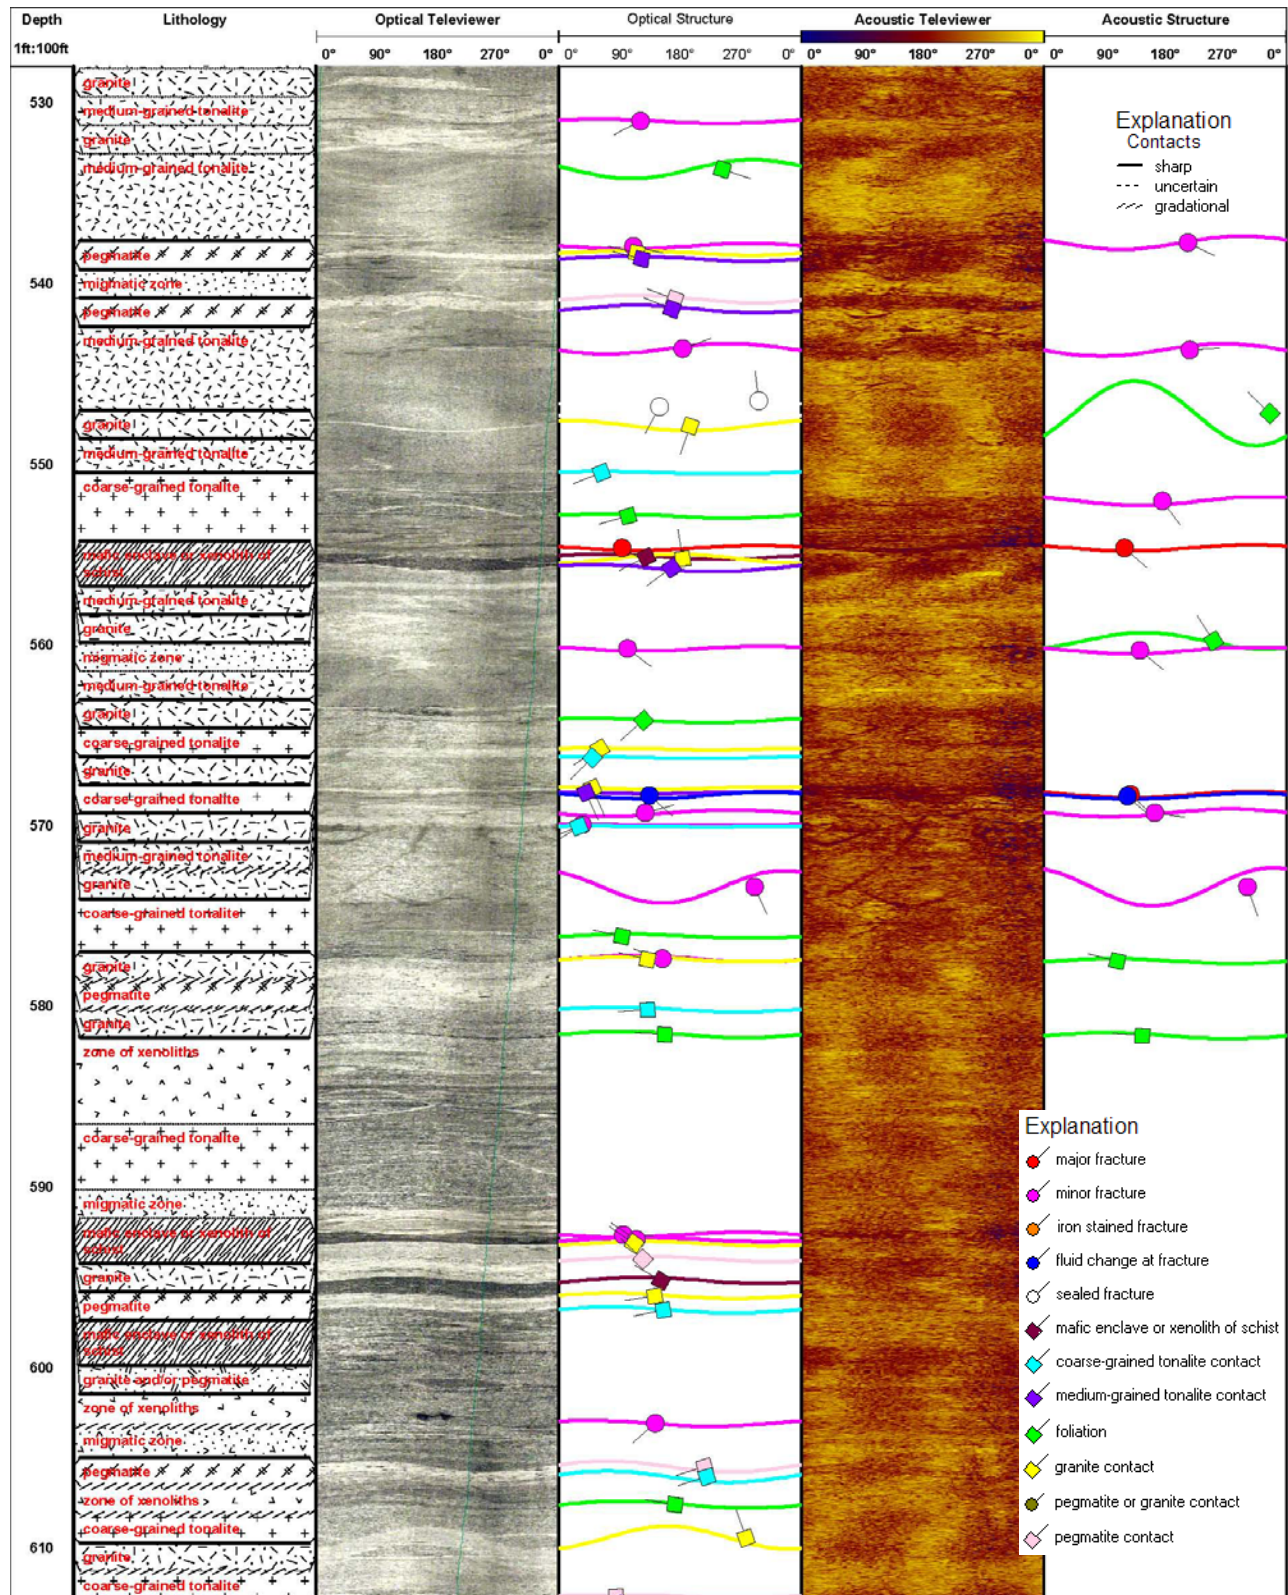 Depth Lithology Optical Televiewer Optical Structure Acoustic Televiewer Acoustic Structure
1ft:100ft 0° 90° 180° 270° 0° 0° 90° 180° 270° 0° 0° 90° 180° 270° 0° 0° 90° 180° 270° 0°
granite
530
medium-grained tonalite
granite
medium-grained tonalite
pegmatite
migmatic zone
540
pegmatite
medium-grained tonalite
granite
medium-grained tonalite
550
coarse-grained tonalite
mafic enclave or xenolith of
schist
medium-grained tonalite
granite
560
migmatic zone
medium-grained tonalite
granite
coarse-grained tonalite
granite
coarse-grained tonalite
570
granite
medium-grained tonalite
granite
coarse-grained tonalite
granite
pegmatite
580
granite
zone of xenoliths
coarse-grained tonalite
590
migmatic zone
mafic enclave or xenolith of
schist
granite
pegmatite
mafic enclave or xenolith of
schist
600
granite and/or pegmatite
zone of xenoliths
migmatic zone
pegmatite
zone of xenoliths
coarse-grained tonalite
610
granite
coarse-grained tonalite
Explanation
Contacts
sharp
uncertain
gradational
Explanation
major fracture
minor fracture
iron stained fracture
fluid change at fracture
sealed fracture
mafic enclave or xenolith of schist
coarse-grained tonalite contact
medium-grained tonalite contact
foliation
granite contact
pegmatite or granite contact
pegmatite contact